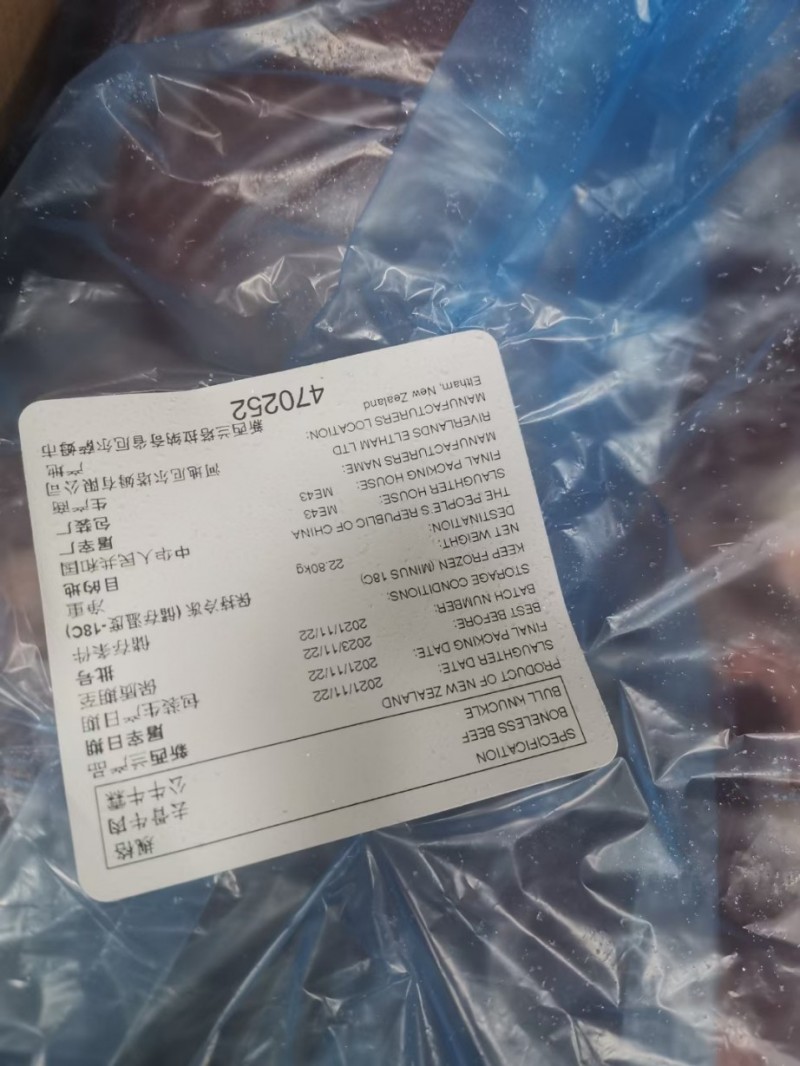 SPECIFICATION 规格
BONELESS BEEF 去骨牛肉
BULL KNUCKLE 公牛牛霖
PRODUCT OF NEW ZEALAND 新西兰产品
SLAUGHTER DATE: 2021/11/22 屠宰日期
FINAL PACKING DATE: 2021/11/22 包装生产日期
BEST BEFORE: 2023/11/22 保质期至
BATCH NUMBER: 2021/11/22 批号
STORAGE CONDITIONS: 储存条件
KEEP FROZEN (MINUS 18C) 保持冷冻 (储存温度-18C)
NET WEIGHT: 22.80kg 净重
DESTINATION: 目的地
THE PEOPLE'S REPUBLIC OF CHINA 中华人民共和国
SLAUGHTER HOUSE: ME43 屠宰厂
FINAL PACKING HOUSE: ME43 包装厂
MANUFACTURERS NAME: 生产商
RIVERLANDS ELTHAM LTD 河地厄尔塔姆有限公司
MANUFACTURERS LOCATION: 产地
Eltham, New Zealand 新西兰塔拉纳奇省厄尔萨姆市
470252